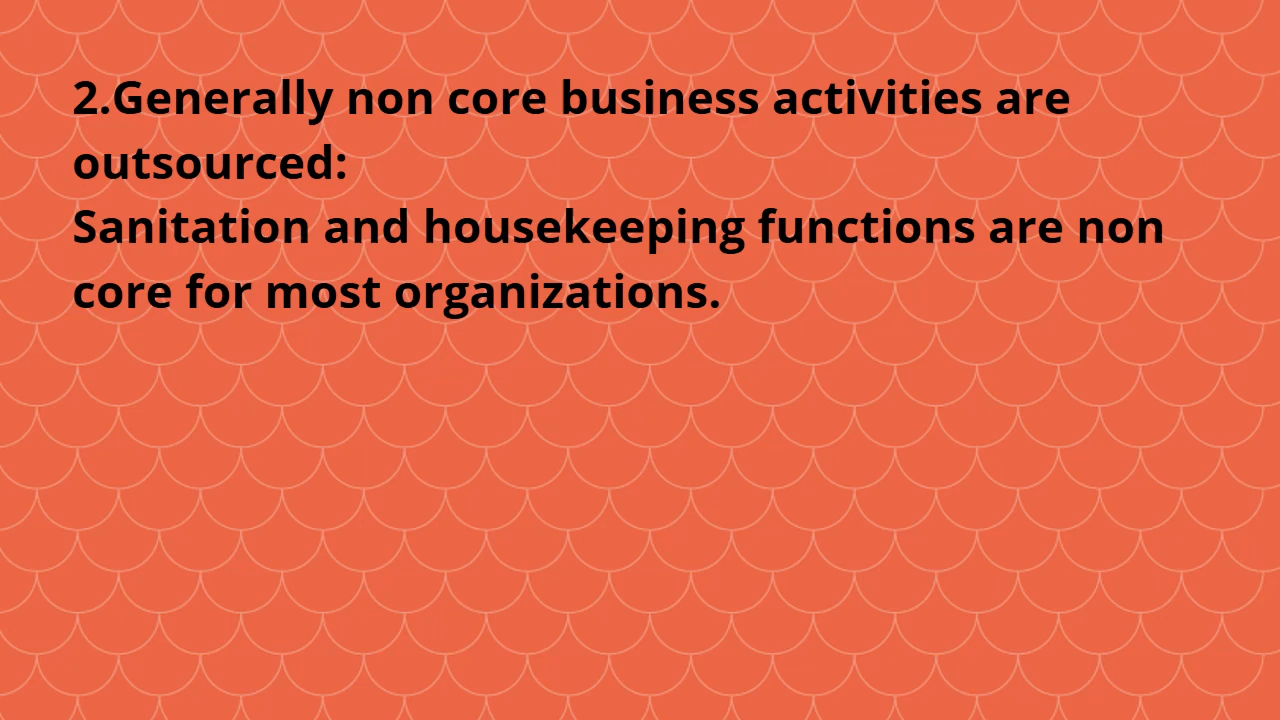 2.Generally non core business activities are
outsourced:
Sanitation and housekeeping functions are non
core for most organizations.